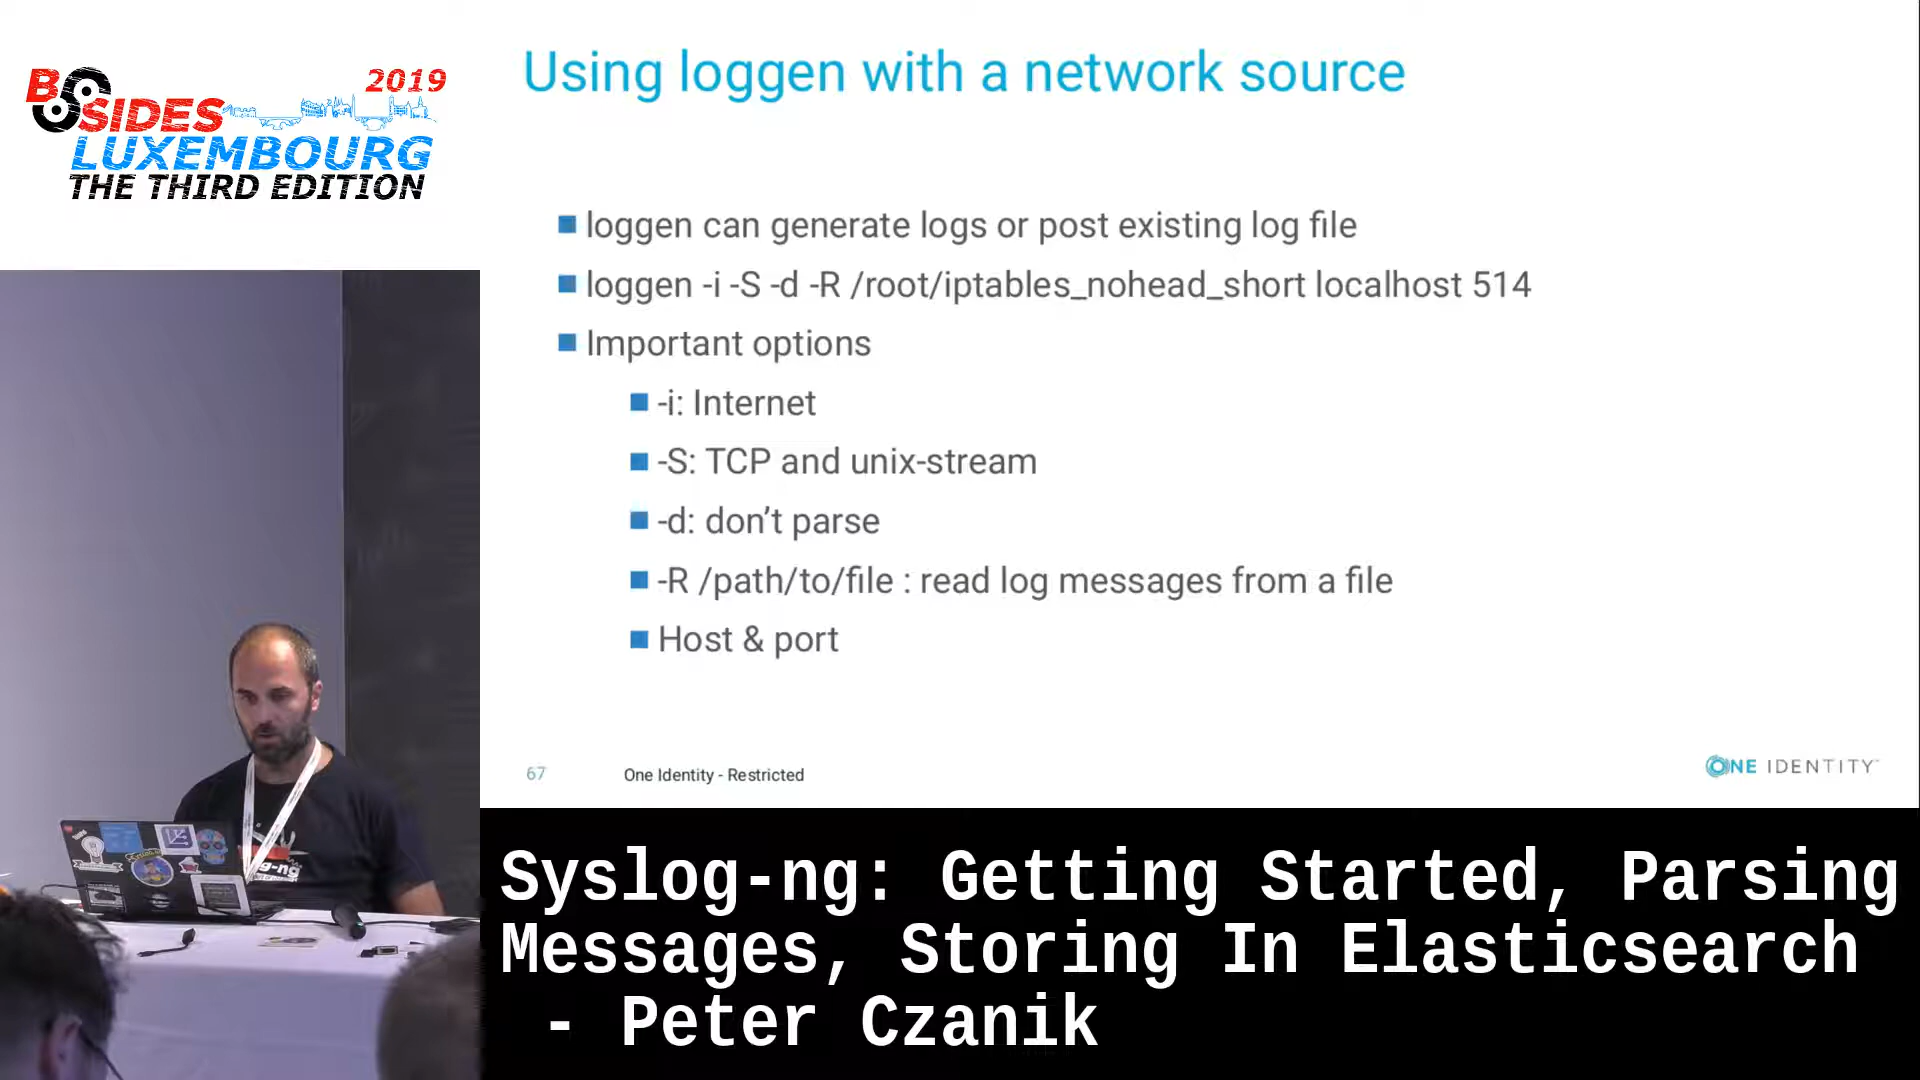 BSIDES 2019
LUXEMBOURG
THE THIRD EDITION
Using loggen with a network source
loggen can generate logs or post existing log file
loggen -i -S -d -R /root/iptables_nohead_short localhost 514
Important options
-i: Internet
-S: TCP and unix-stream
-d: don’t parse
-R /path/to/file : read log messages from a file
Host & port
67
One Identity - Restricted
ONE IDENTITY
Syslog-ng: Getting Started, Parsing
Messages, Storing In Elasticsearch
- Peter Czanik